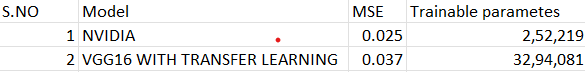 S.NO Model MSE Trainable parametes
1 NVIDIA 0.025 2,52,219
2 VGG16 WITH TRANSFER LEARNING 0.037 32,94,081